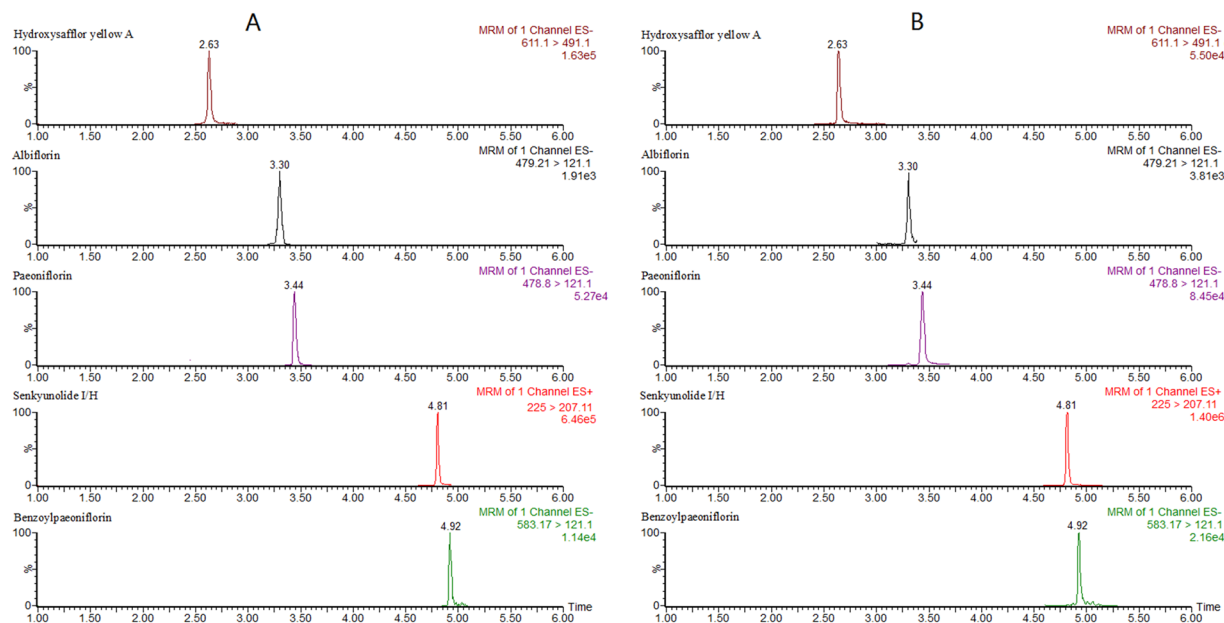 A
Hydroxysafflor yellow A
MRM of 1 Channel ES-
611.1 > 491.1
1.63e5
2.63
100
%
0
1.00 1.50 2.00 2.50 3.00 3.50 4.00 4.50 5.00 5.50 6.00
Albiflorin
MRM of 1 Channel ES-
479.21 > 121.1
1.91e3
3.30
100
%
0
1.00 1.50 2.00 2.50 3.00 3.50 4.00 4.50 5.00 5.50 6.00
Paeoniflorin
MRM of 1 Channel ES-
478.8 > 121.1
5.27e4
3.44
100
%
0
1.00 1.50 2.00 2.50 3.00 3.50 4.00 4.50 5.00 5.50 6.00
Senkyunolide I/H
MRM of 1 Channel ES+
225 > 207.11
6.46e5
4.81
100
%
0
1.00 1.50 2.00 2.50 3.00 3.50 4.00 4.50 5.00 5.50 6.00
Benzoylpaeoniflorin
MRM of 1 Channel ES-
583.17 > 121.1
1.14e4
4.92
100
%
0
Time
1.00 1.50 2.00 2.50 3.00 3.50 4.00 4.50 5.00 5.50 6.00
B
Hydroxysafflor yellow A
MRM of 1 Channel ES-
611.1 > 491.1
5.50e4
2.63
100
%
0
1.00 1.50 2.00 2.50 3.00 3.50 4.00 4.50 5.00 5.50 6.00
Albiflorin
MRM of 1 Channel ES-
479.21 > 121.1
3.81e3
3.30
100
%
0
1.00 1.50 2.00 2.50 3.00 3.50 4.00 4.50 5.00 5.50 6.00
Paeoniflorin
MRM of 1 Channel ES-
478.8 > 121.1
8.45e4
3.44
100
%
0
1.00 1.50 2.00 2.50 3.00 3.50 4.00 4.50 5.00 5.50 6.00
Senkyunolide I/H
MRM of 1 Channel ES+
225 > 207.11
1.40e6
4.81
100
%
0
1.00 1.50 2.00 2.50 3.00 3.50 4.00 4.50 5.00 5.50 6.00
Benzoylpaeoniflorin
MRM of 1 Channel ES-
583.17 > 121.1
2.16e4
4.92
100
%
0
Time
1.00 1.50 2.00 2.50 3.00 3.50 4.00 4.50 5.00 5.50 6.00